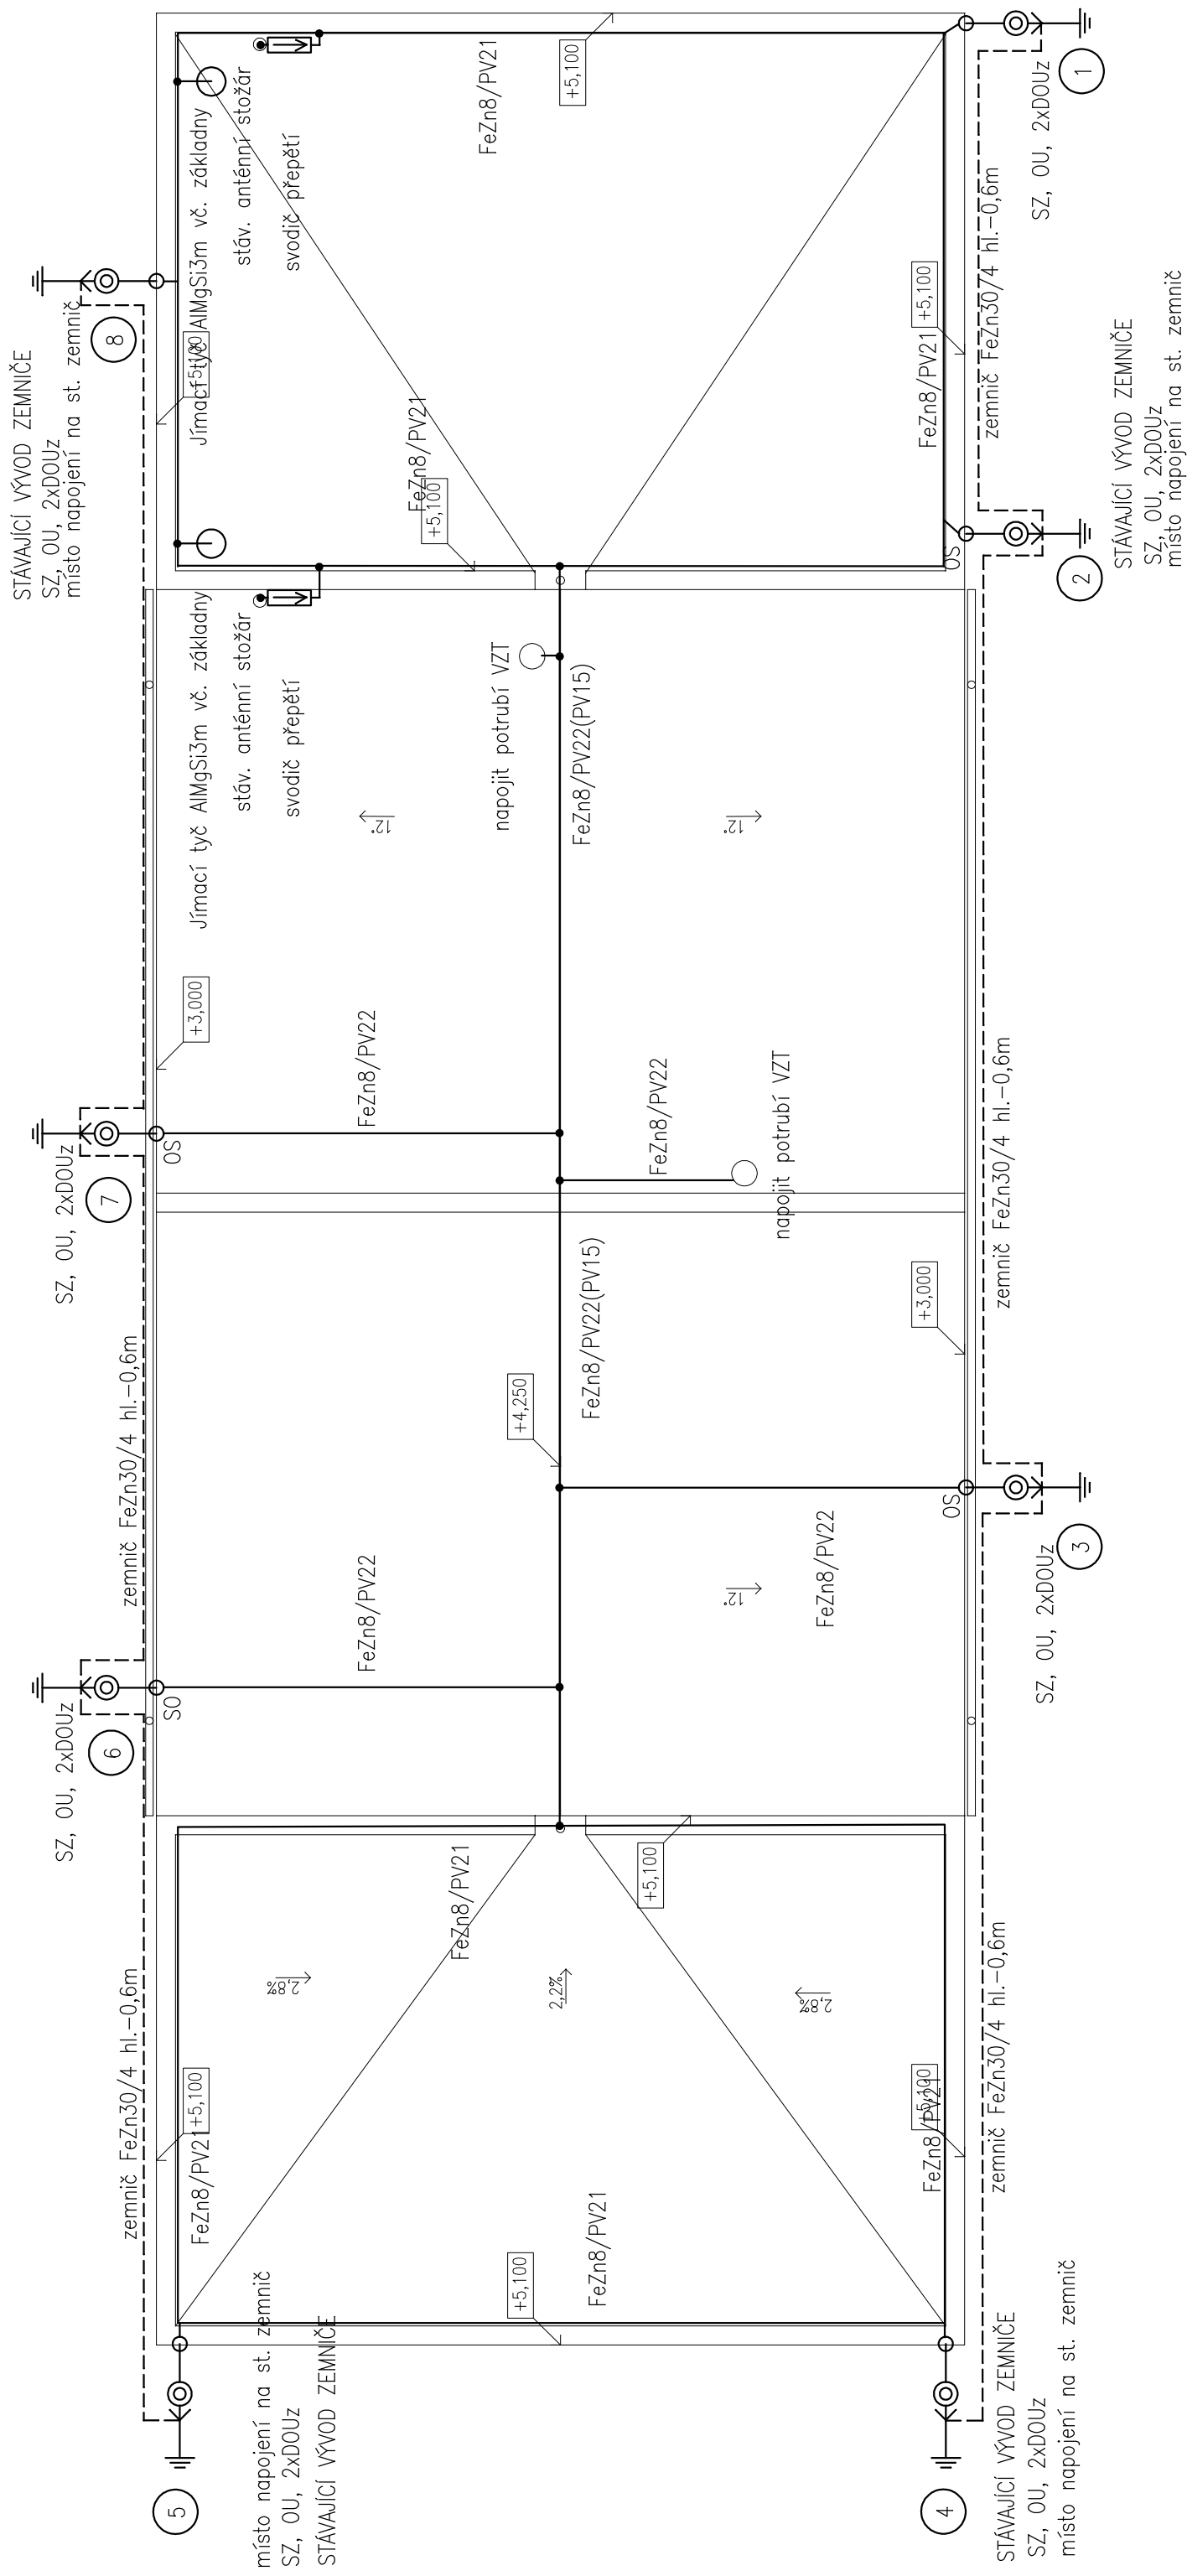 STÁVAJÍCÍ VÝVOD ZEMNIČE
SZ, OU, 2xDOUz
místo napojení na st. zemnič
8
+5,100
Jímací tyč AlMgSi3m vč. základny
stáv. anténní stožár
svodič přepětí
FeZn8/PV21
+5,100
FeZn8/PV21
+5,100
FeZn8/PV21
+5,100
zemnič FeZn30/4 hl.-0,6m
SZ, OU, 2xDOUz
1
OS
2
STÁVAJÍCÍ VÝVOD ZEMNIČE
SZ, OU, 2xDOUz
místo napojení na st. zemnič
Jímací tyč AlMgSi3m vč. základny
stáv. anténní stožár
svodič přepětí
napojit potrubí VZT
FeZn8/PV22(PV15)
12°
12°
+3,000
FeZn8/PV22
OS
7
SZ, OU, 2xDOUz
FeZn8/PV22
napojit potrubí VZT
zemnič FeZn30/4 hl.-0,6m
zemnič FeZn30/4 hl.-0,6m
FeZn8/PV22(PV15)
+4,250
+3,000
FeZn8/PV22
OS
6
SZ, OU, 2xDOUz
12°
FeZn8/PV22
OS
3
SZ, OU, 2xDOUz
FeZn8/PV21
+5,100
2,8%
2,2%
2,8%
zemnič FeZn30/4 hl.-0,6m
+5,100
FeZn8/PV21
FeZn8/PV21
+5,100
+5,100
FeZn8/PV21
zemnič FeZn30/4 hl.-0,6m
5
místo napojení na st. zemnič
SZ, OU, 2xDOUz
STÁVAJÍCÍ VÝVOD ZEMNIČE
4
STÁVAJÍCÍ VÝVOD ZEMNIČE
SZ, OU, 2xDOUz
místo napojení na st. zemnič